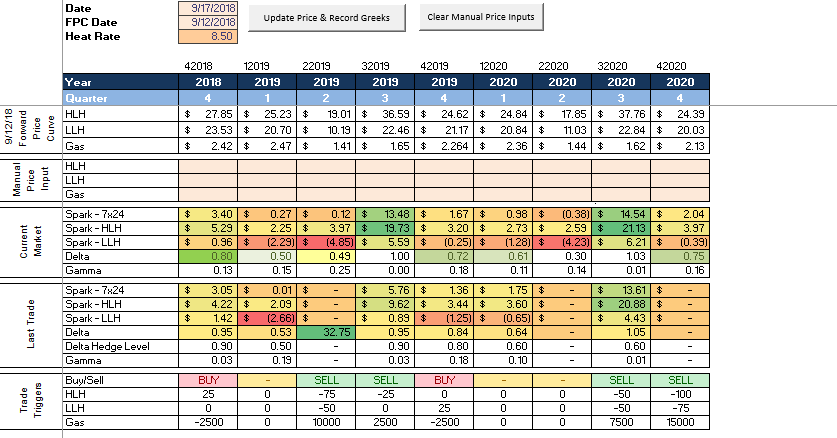 Date 9/17/2018
FPC Date 9/12/2018
Heat Rate 8.50
Update Price & Record Greeks
Clear Manual Price Inputs
42018 12019 22019 32019 42019 12020 22020 32020 42020
Year 2018 2019 2019 2019 2019 2020 2020 2020 2020
Quarter 4 1 2 3 4 1 2 3 4
9/12/18 Forward Price Curve
HLH $ 27.85 $ 25.23 $ 19.01 $ 36.59 $ 24.62 $ 24.84 $ 17.85 $ 37.76 $ 24.39
LLH $ 23.53 $ 20.70 $ 10.19 $ 22.46 $ 21.17 $ 20.84 $ 11.03 $ 22.84 $ 20.03
Gas $ 2.42 $ 2.47 $ 1.41 $ 1.65 $ 2.264 $ 2.36 $ 1.44 $ 1.62 $ 2.13
Manual Price Input
HLH
LLH
Gas
Current Market
Spark - 7x24 $ 3.40 $ 0.27 $ 0.12 $ 13.48 $ 1.67 $ 0.98 $ (0.38) $ 14.54 $ 2.04
Spark - HLH $ 5.29 $ 2.25 $ 3.97 $ 19.73 $ 3.20 $ 2.73 $ 2.59 $ 21.13 $ 3.97
Spark - LLH $ 0.96 $ (2.29) $ (4.85) $ 5.59 $ (0.25) $ (1.28) $ (4.23) $ 6.21 $ (0.39)
Delta 0.80 0.50 0.49 1.00 0.72 0.61 0.30 1.03 0.75
Gamma 0.13 0.15 0.25 0.00 0.18 0.11 0.14 0.01 0.16
Last Trade
Spark - 7x24 $ 3.05 $ 0.01 $ - $ 5.76 $ 1.36 $ 1.75 $ - $ 13.61 $ -
Spark - HLH $ 4.22 $ 2.09 $ - $ 9.62 $ 3.44 $ 3.60 $ - $ 20.88 $ -
Spark - LLH $ 1.42 $ (2.66) $ - $ 0.89 $ (1.25) $ (0.65) $ - $ 4.43 $ -
Delta 0.95 0.53 32.75 0.95 0.84 0.64 - 1.05 -
Delta Hedge Level 0.90 0.50 - 0.90 0.80 0.60 - 0.60 -
Gamma 0.03 0.19 - 0.03 0.18 0.10 - 0.01 -
Trade Triggers
Buy/Sell BUY - SELL SELL BUY - - SELL SELL
HLH 25 0 -75 -25 0 0 0 -50 -100
LLH 0 0 -50 0 25 0 0 -50 -75
Gas -2500 0 10000 2500 -2500 0 0 7500 15000